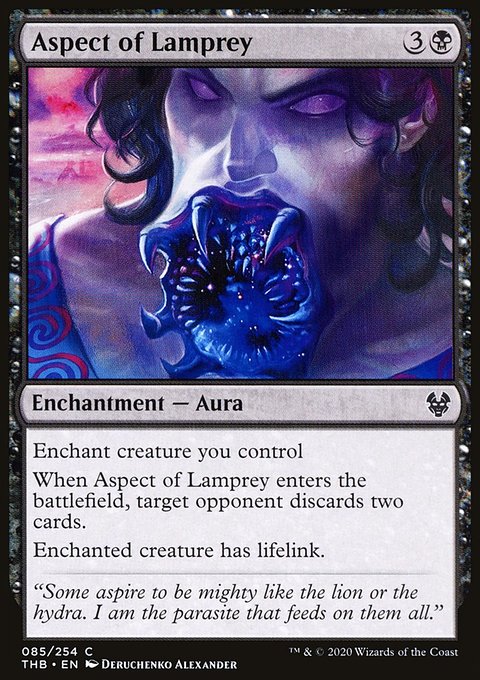 Aspect of Lamprey 3
Enchantment — Aura
Enchant creature you control
When Aspect of Lamprey enters the
battlefield, target opponent discards two
cards.
Enchanted creature has lifelink.
“Some aspire to be mighty like the lion or the
hydra. I am the parasite that feeds on them all.”
085/254 C
THB • EN Deruchenko Alexander
™ & © 2020 Wizards of the Coast